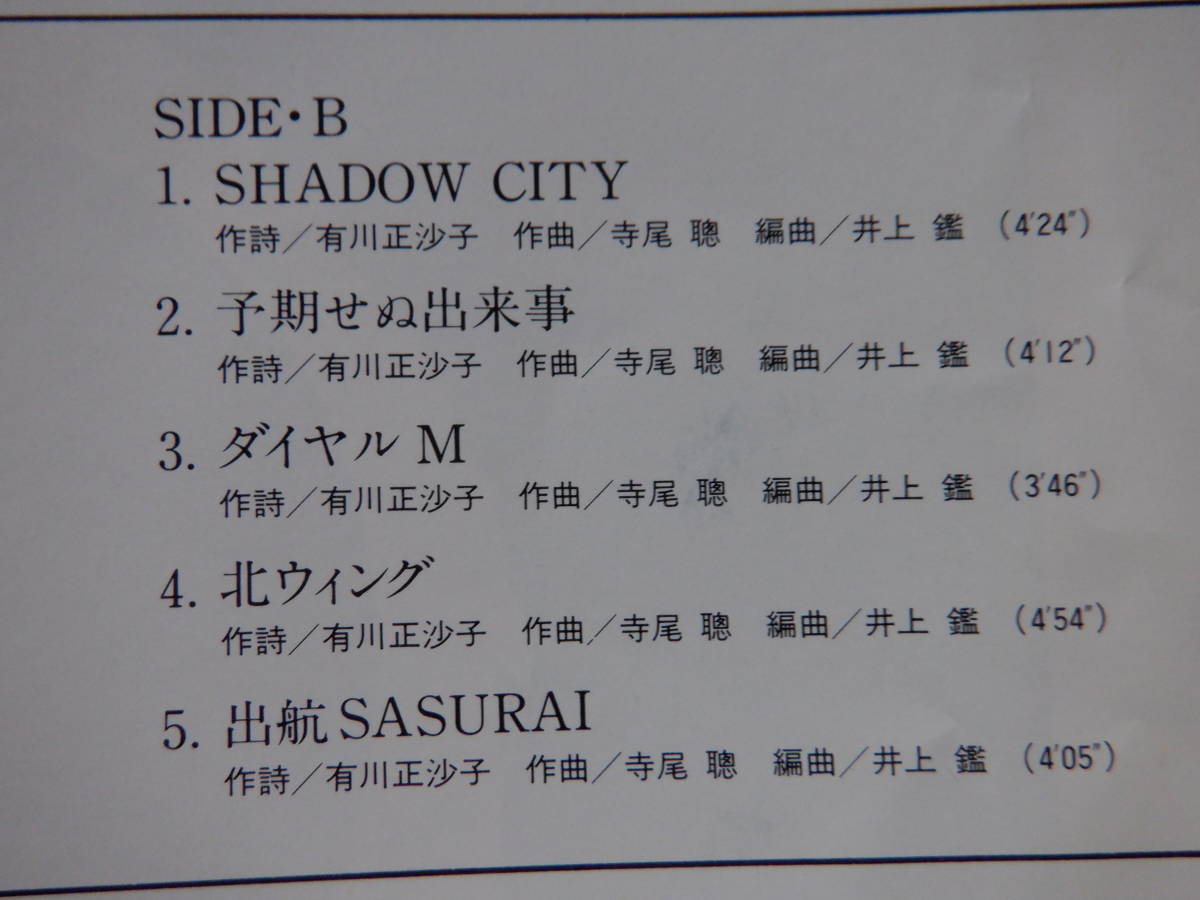 SIDE・B
1. SHADOW CITY
作詩／有川正沙子　作曲／寺尾 聰　編曲／井上 鑑　(4'24")
2. 予期せぬ出来事
作詩／有川正沙子　作曲／寺尾 聰　編曲／井上 鑑　(4'12")
3. ダイヤル M
作詩／有川正沙子　作曲／寺尾 聰　編曲／井上 鑑　(3'46")
4. 北ウィング
作詩／有川正沙子　作曲／寺尾 聰　編曲／井上 鑑　(4'54")
5. 出航 SASURAI
作詩／有川正沙子　作曲／寺尾 聰　編曲／井上 鑑　(4'05")